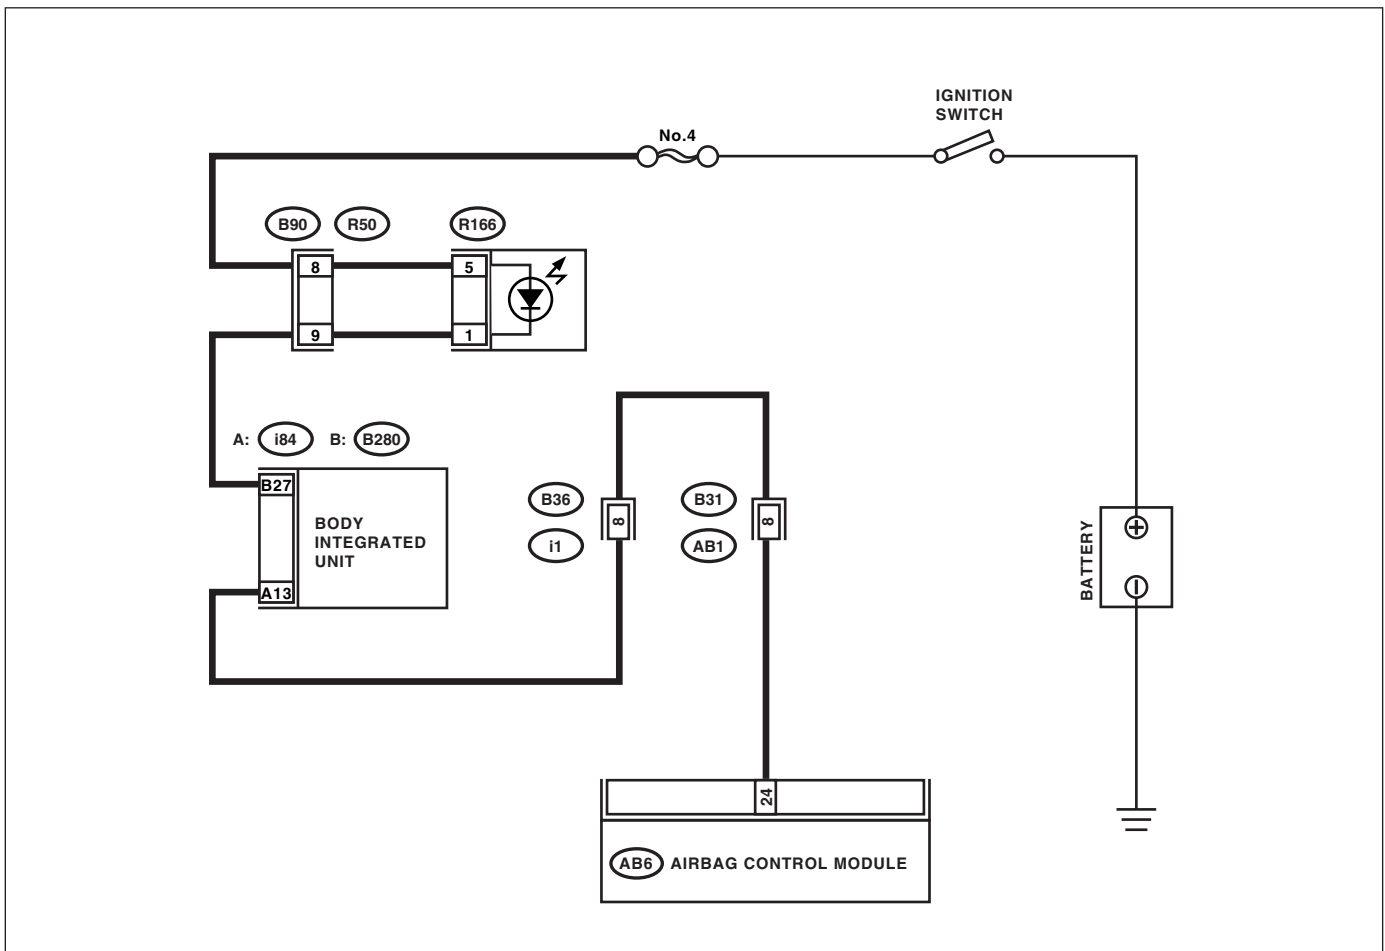 IGNITION
SWITCH
No.4
B90 R50 R166
8 5
9 1
A: i84 B: B280
B27
BODY
INTEGRATED
UNIT
A13
B36 8 B31 8
i1 AB1
BATTERY
24
AB6 AIRBAG CONTROL MODULE